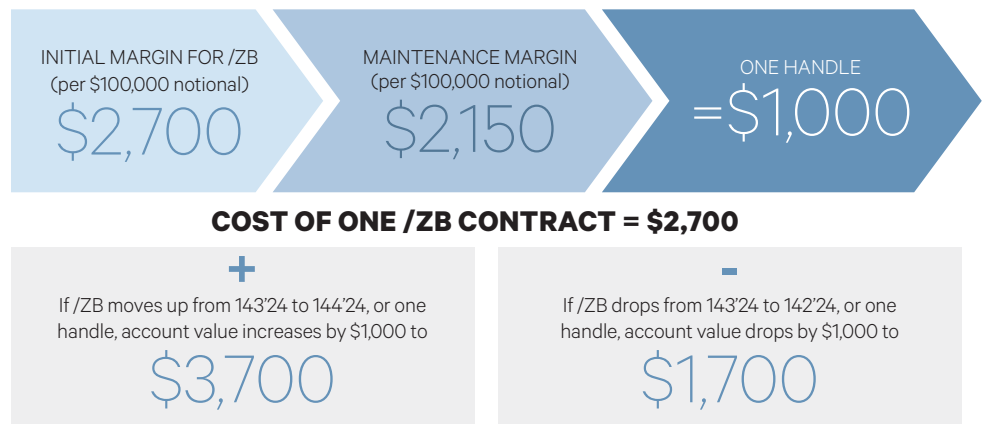 INITIAL MARGIN FOR /ZB
(per $100,000 notional)
$2,700
MAINTENANCE MARGIN
(per $100,000 notional)
$2,150
ONE HANDLE
=$1,000
COST OF ONE /ZB CONTRACT = $2,700
+
If /ZB moves up from 143’24 to 144’24, or one
handle, account value increases by $1,000 to
$3,700
-
If /ZB drops from 143’24 to 142’24, or one
handle, account value drops by $1,000 to
$1,700